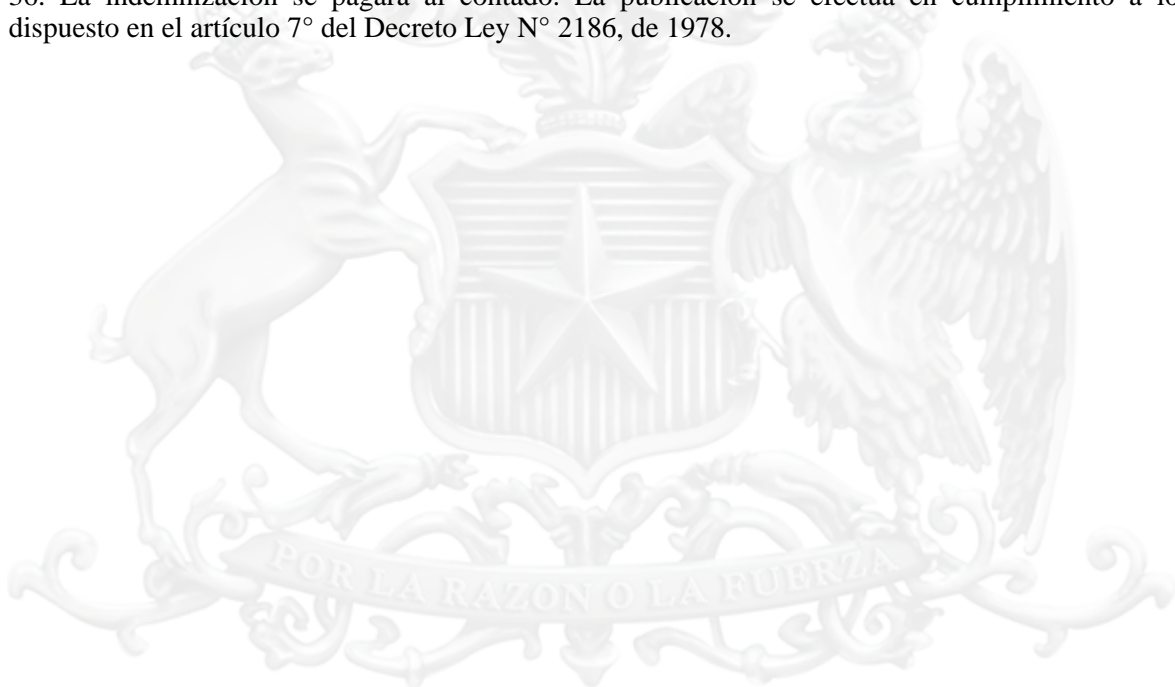 38. La indemnización se pagará al contado. La publicación se efectúa en cumplimiento a lo
dispuesto en el artículo 7° del Decreto Ley N° 2186, de 1978.
POR LA RAZON O LA FUERZA